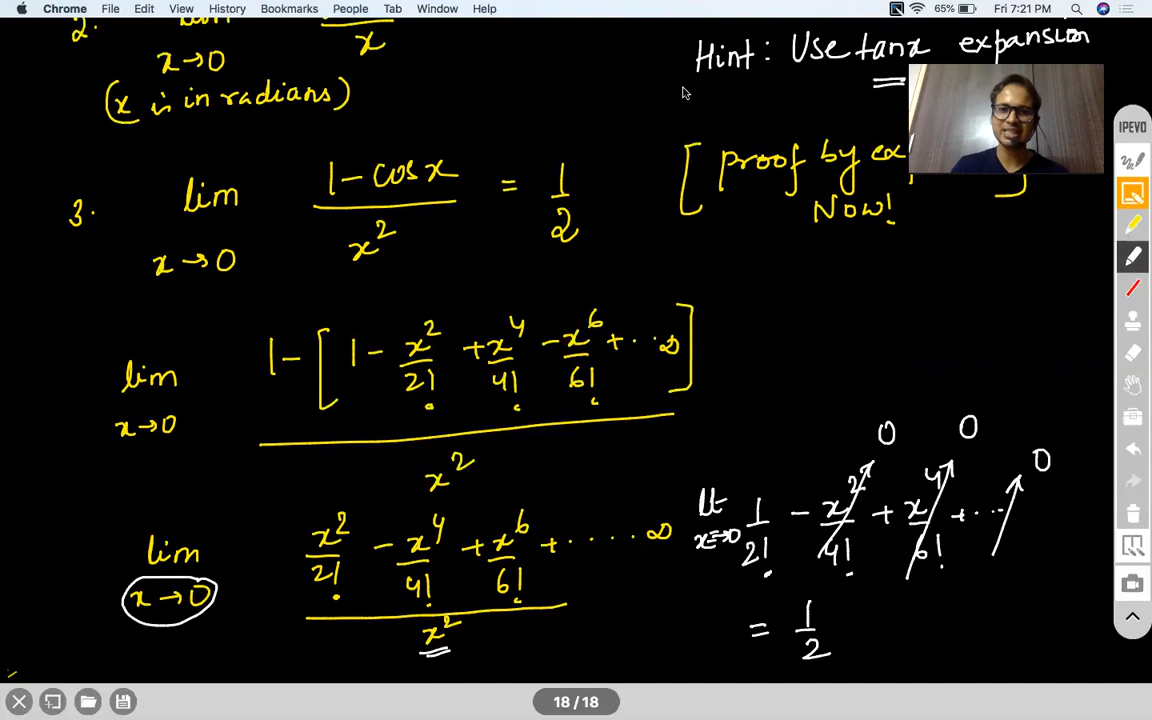 Chrome File Edit View History Bookmarks People Tab Window Help 65% Fri 7:21 PM
2.
x→0 x
(x is in radians)
Hint: Use tanx expansion
3. lim x→0 (1-cosx)/x² = 1/2
[proof by ex
Now!]
lim x→0 (1-[1-x²/2!+x⁴/4!-x⁶/6!+...∞])/x²
lim x→0 (x²/2!-x⁴/4!+x⁶/6!+....∞)/x²
Lt x→0 1/2!-x²/4!+x⁴/6!+...
0 0 0
= 1/2
IPEVO
18/18